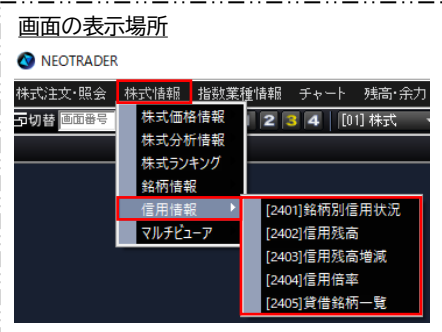 画面の表示場所
NEOTRADER
株式注文・照会 株式情報 指数業種情報 チャート 残高・余力
切替 画面番号 2 3 4 [01] 株式
株式価格情報
株式分析情報
株式ランキング
銘柄情報
信用情報
マルチビューア
[2401]銘柄別信用状況
[2402]信用残高
[2403]信用残高増減
[2404]信用倍率
[2405]貸借銘柄一覧